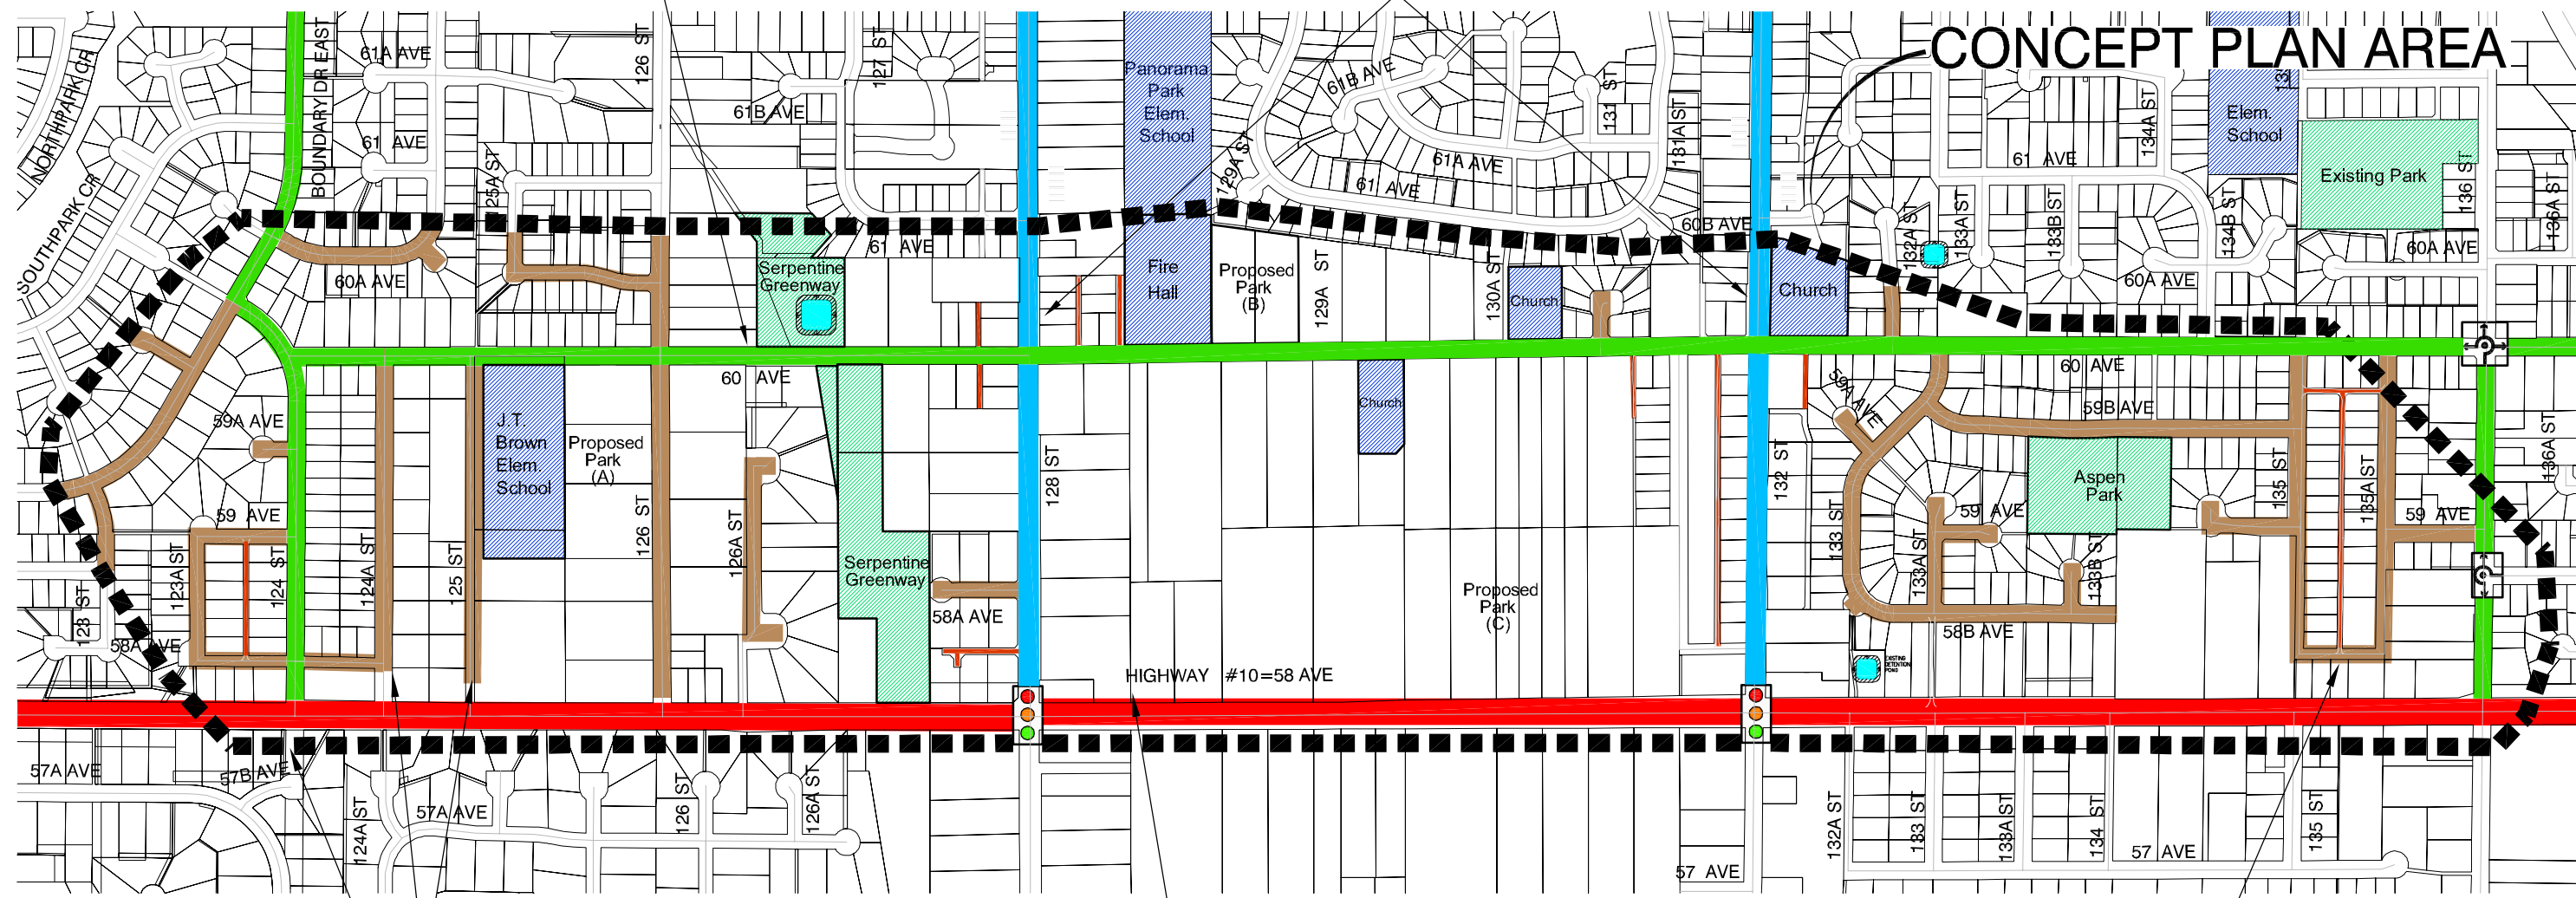 CONCEPT PLAN AREA
NORTHPARK CR
SOUTHPARK CR
BOUNDARY DR EAST
61A AVE
61 AVE
125A ST
126 ST
61B AVE
127 ST
Panorama
Park
Elem.
School
129A ST
61B AVE
131 ST
131A ST
61A AVE
61 AVE
60B AVE
134A ST
61 AVE
Elem.
School
Existing Park
136 ST
136A ST
132A ST
133A ST
133B ST
134B ST
60A AVE
60A AVE
60A AVE
61 AVE
Serpentine
Greenway
Fire
Hall
Proposed
Park
(B)
129A ST
130A ST
Church
Church
60 AVE
60 AVE
59A AVE
J.T.
Brown
Elem.
School
Proposed
Park
(A)
Church
59A AVE
59B AVE
136A ST
128 ST
132 ST
Aspen
Park
135 ST
135A ST
59 AVE
59 AVE
59 AVE
123 ST
123A ST
124 ST
124A ST
125 ST
126 ST
126A ST
Serpentine
Greenway
58A AVE
58A AVE
Proposed
Park
(C)
133 ST
133A ST
133B ST
58B AVE
EXISTING
DETENTION
POND
HIGHWAY #10=58 AVE
57A AVE
57B AVE
124A ST
57A AVE
126 ST
126A ST
57 AVE
132A ST
133 ST
133A ST
134 ST
57 AVE
135 ST